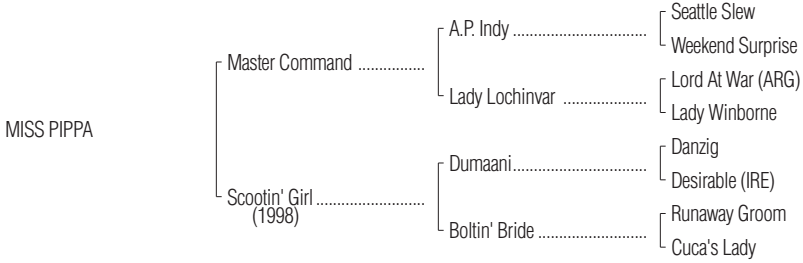 Seattle Slew
A.P. Indy ..............................
Weekend Surprise
Master Command ................
Lord At War (ARG)
Lady Lochinvar ...................
Lady Winborne
MISS PIPPA
Danzig
Dumaani..............................
Desirable (IRE)
Scootin' Girl .........................
(1998)
Runaway Groom
Boltin' Bride .........................
Cuca's Lady